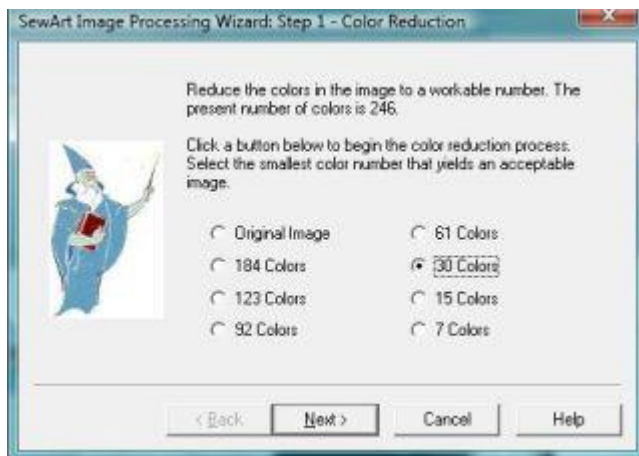 SewArt Image Processing Wizard: Step 1 - Color Reduction
Reduce the colors in the image to a workable number. The
present number of colors is 246.
Click a button below to begin the color reduction process.
Select the smallest color number that yields an acceptable
image.
Original Image
184 Colors
123 Colors
92 Colors
61 Colors
30 Colors
15 Colors
7 Colors
< Back
Next >
Cancel
Help